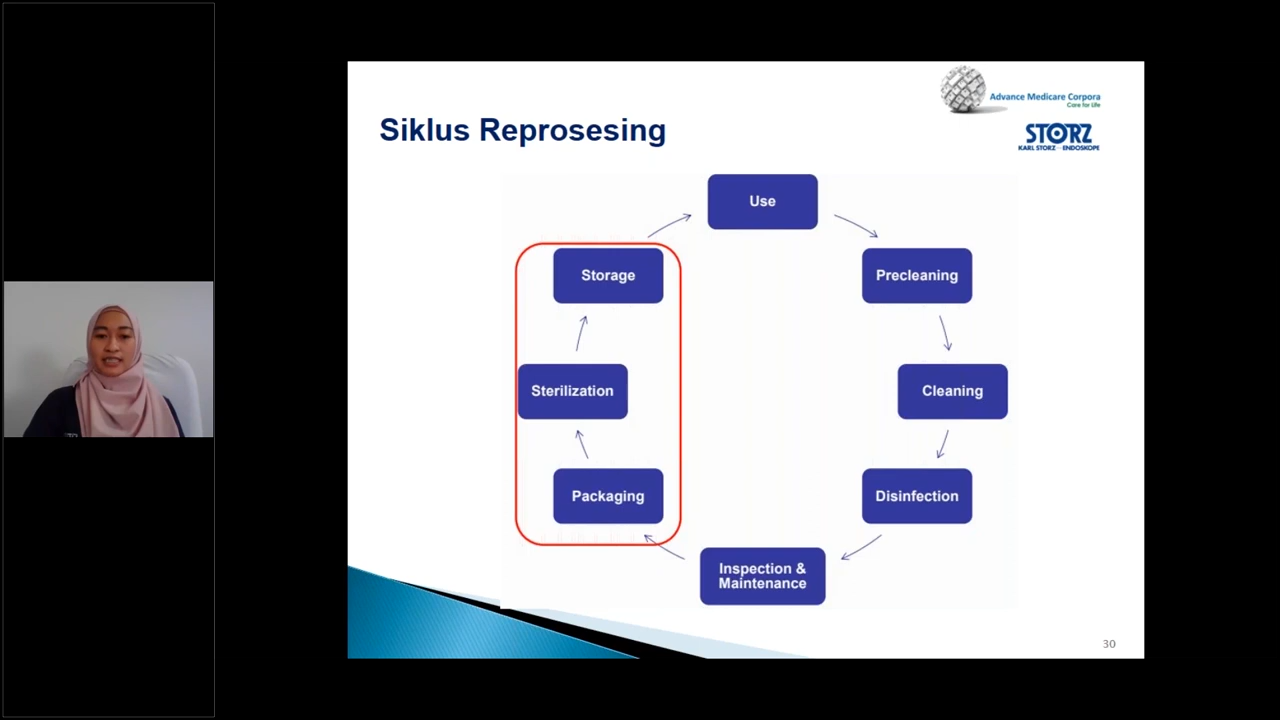 Advance Medicare Corpora
Care for Life
Siklus Reprosesing
STORZ
KARL STORZ — ENDOSKOPE
Use
Storage
Precleaning
Sterilization
Cleaning
Packaging
Disinfection
Inspection &
Maintenance
30